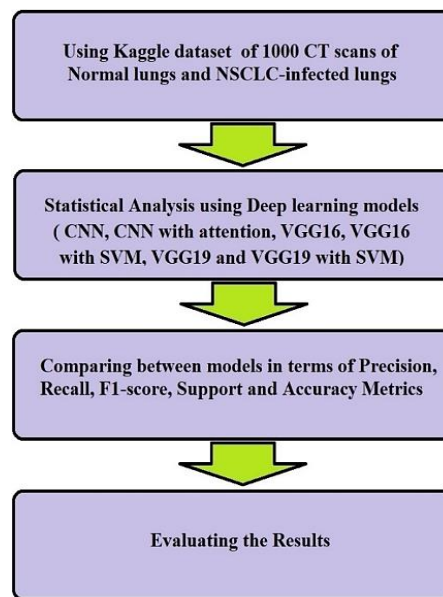 Using Kaggle dataset of 1000 CT scans of
Normal lungs and NSCLC-infected lungs
Statistical Analysis using Deep learning models
( CNN, CNN with attention, VGG16, VGG16
with SVM, VGG19 and VGG19 with SVM)
Comparing between models in terms of Precision,
Recall, F1-score, Support and Accuracy Metrics
Evaluating the Results